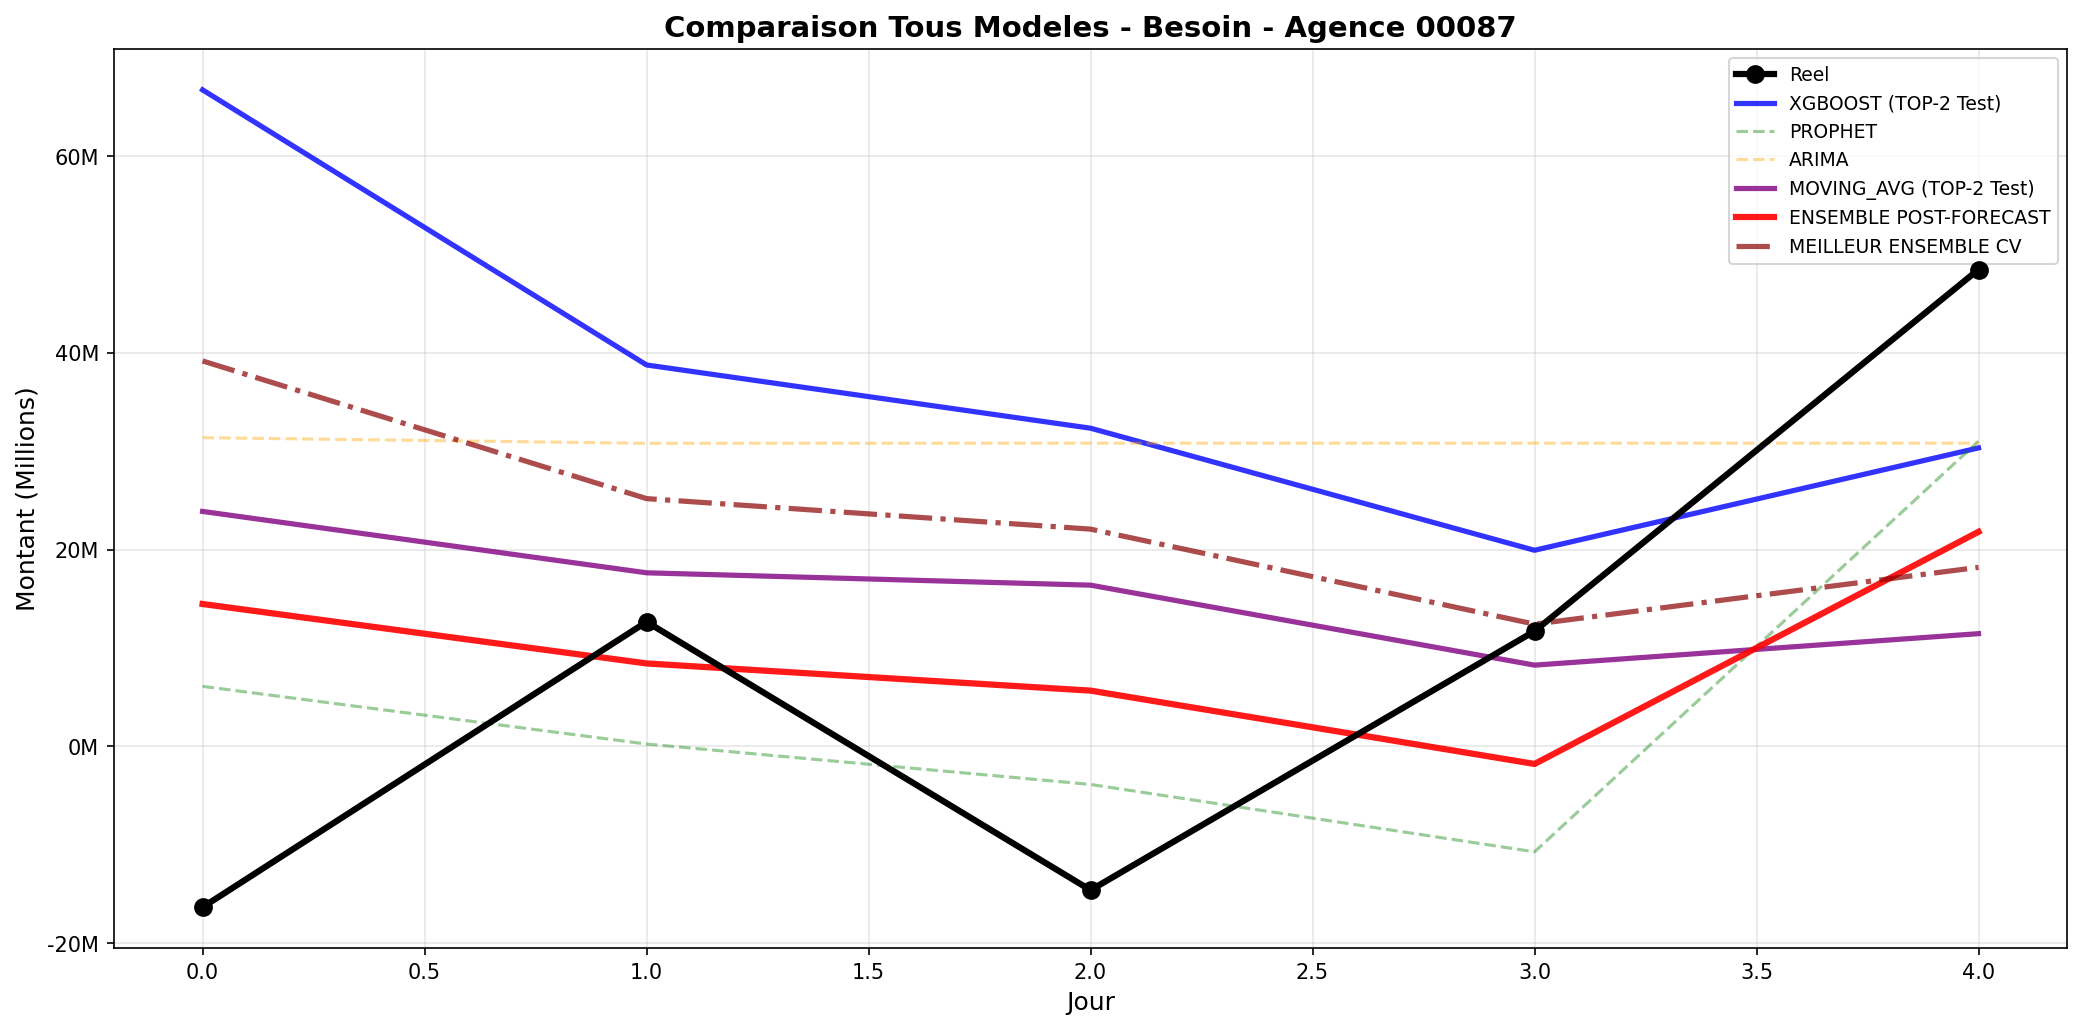 Comparaison Tous Modeles - Besoin - Agence 00087
Montant (Millions)
60M
40M
20M
0M
-20M
0.0
0.5
1.0
1.5
2.0
2.5
3.0
3.5
4.0
Jour
Reel
XGBOOST (TOP-2 Test)
PROPHET
ARIMA
MOVING_AVG (TOP-2 Test)
ENSEMBLE POST-FORECAST
MEILLEUR ENSEMBLE CV